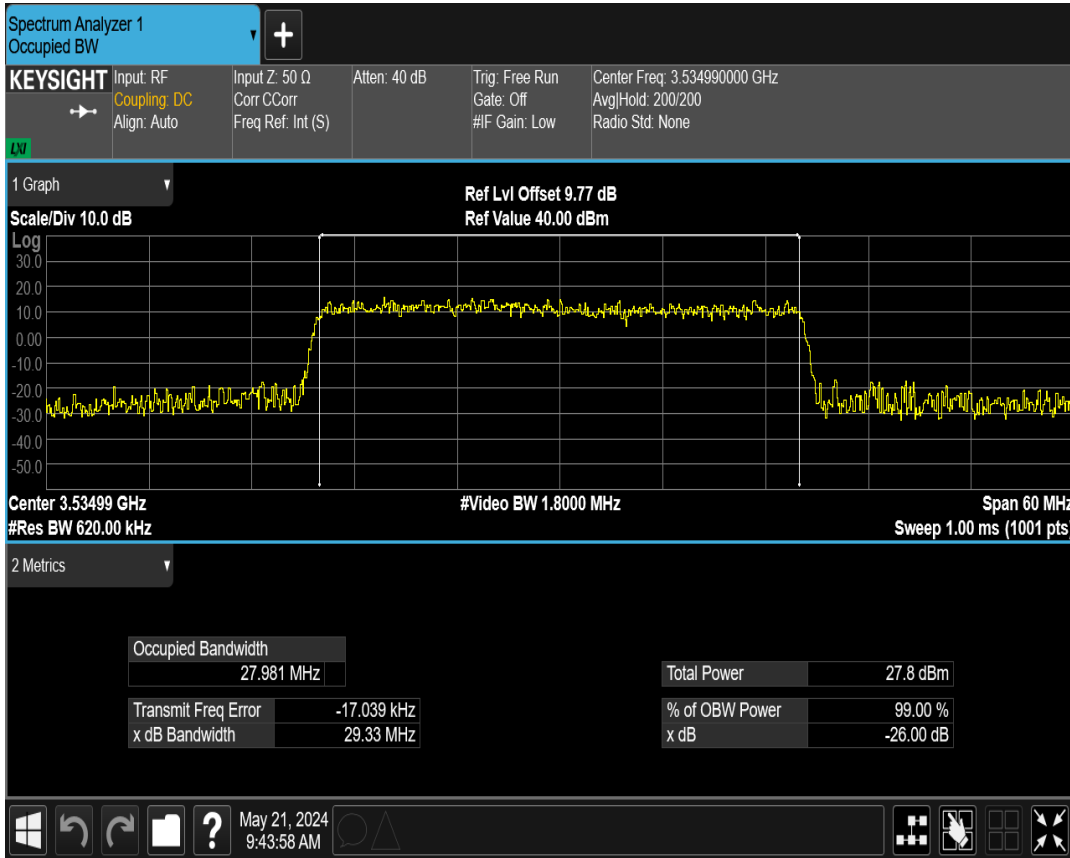 Spectrum Analyzer 1
Occupied BW
KEYSIGHT
LXI
Input: RF
Coupling: DC
Align: Auto
Input Z: 50 Ω
Corr CCorr
Freq Ref: Int (S)
Atten: 40 dB
Trig: Free Run
Gate: Off
#IF Gain: Low
Center Freq: 3.534990000 GHz
Avg|Hold: 200/200
Radio Std: None
1 Graph
Scale/Div 10.0 dB
Ref Lvl Offset 9.77 dB
Ref Value 40.00 dBm
Log
30.0
20.0
10.0
0.00
-10.0
-20.0
-30.0
-40.0
-50.0
Center 3.53499 GHz
#Video BW 1.8000 MHz
Span 60 MHz
#Res BW 620.00 kHz
Sweep 1.00 ms (1001 pts)
2 Metrics
Occupied Bandwidth
27.981 MHz
Total Power 27.8 dBm
Transmit Freq Error -17.039 kHz
% of OBW Power 99.00 %
x dB Bandwidth 29.33 MHz
x dB -26.00 dB
?
May 21, 2024
9:43:58 AM